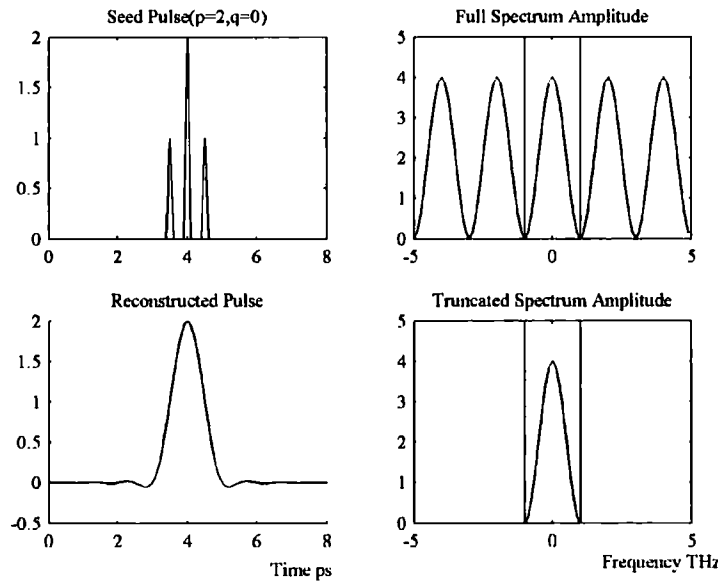 Seed Pulse(p=2,q=0)
2
1.5
1
0.5
0
0 2 4 6 8
Full Spectrum Amplitude
5
4
3
2
1
0
-5 0 5
Reconstructed Pulse
2
1.5
1
0.5
0
-0.5
0 2 4 6 8
Time ps
Truncated Spectrum Amplitude
5
4
3
2
1
0
-5 0 5
Frequency THz